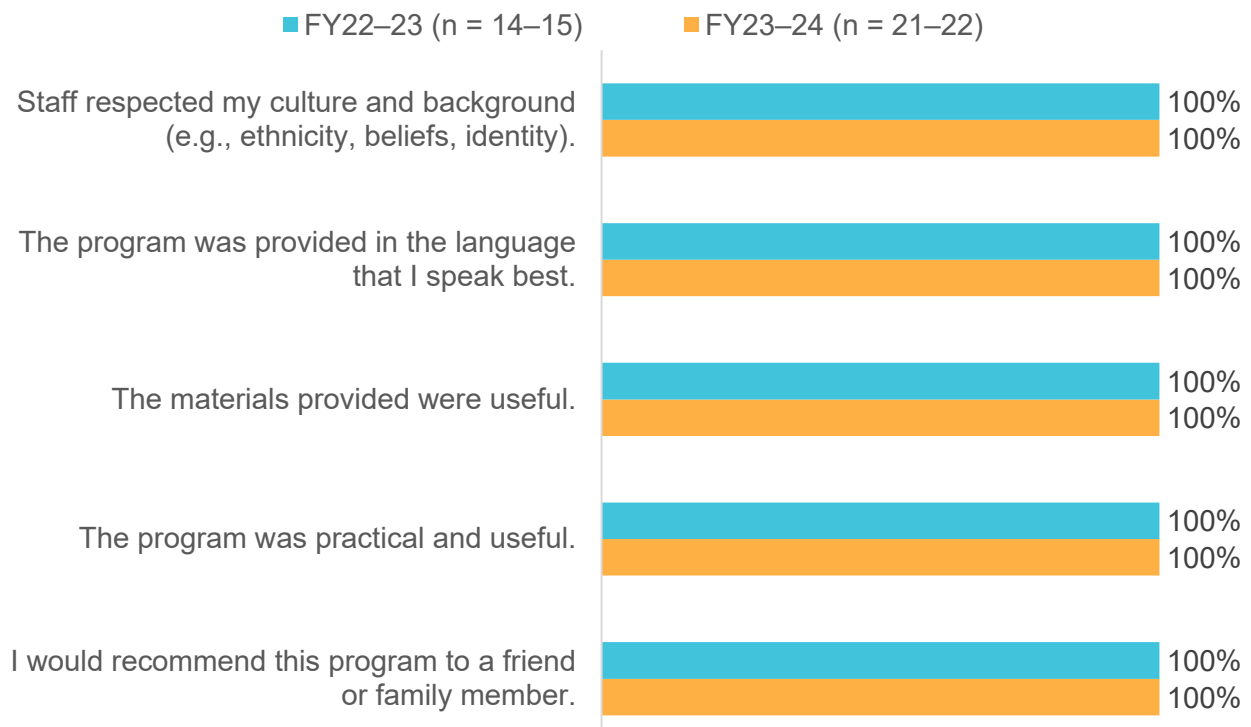 FY22–23 (n = 14–15) FY23–24 (n = 21–22)
Staff respected my culture and background
(e.g., ethnicity, beliefs, identity).
100%
100%
The program was provided in the language
that I speak best.
100%
100%
The materials provided were useful.
100%
100%
The program was practical and useful.
100%
100%
I would recommend this program to a friend
or family member.
100%
100%